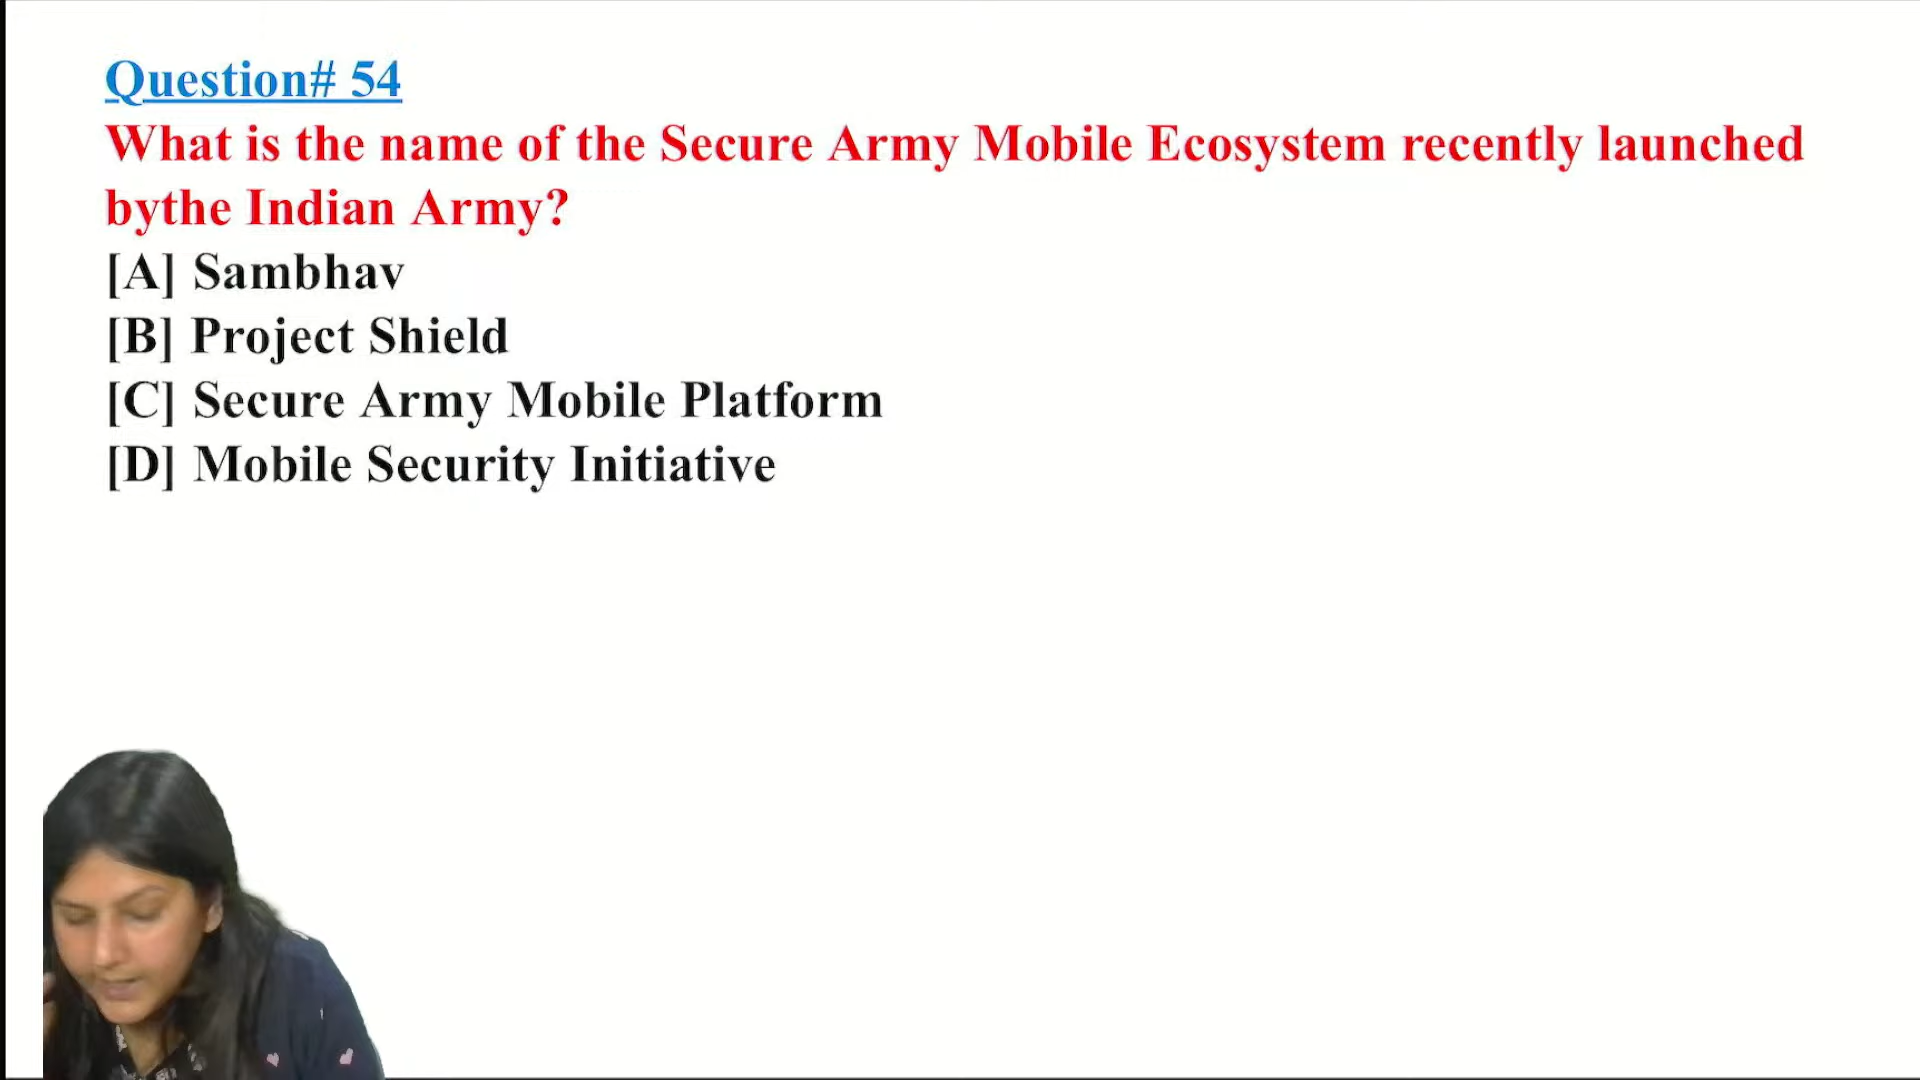 Question# 54
What is the name of the Secure Army Mobile Ecosystem recently launched
bythe Indian Army?
[A] Sambhav
[B] Project Shield
[C] Secure Army Mobile Platform
[D] Mobile Security Initiative